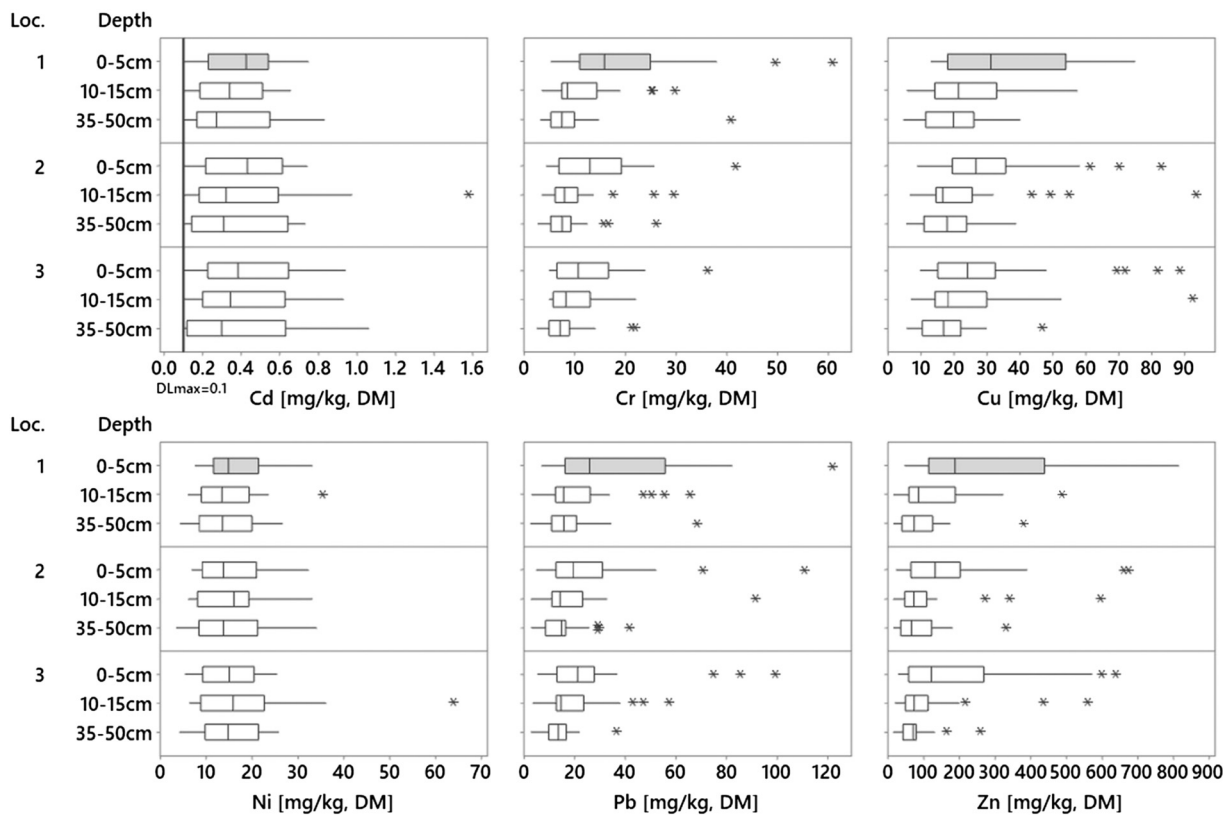 Loc. Depth
1 0-5cm
10-15cm
35-50cm
2 0-5cm
10-15cm
35-50cm
3 0-5cm
10-15cm
35-50cm
0.0 0.2 0.4 0.6 0.8 1.0 1.2 1.4 1.6
DLmax=0.1
Cd [mg/kg, DM]
0 10 20 30 40 50 60
Cr [mg/kg, DM]
0 10 20 30 40 50 60 70 80 90
Cu [mg/kg, DM]
Loc. Depth
1 0-5cm
10-15cm
35-50cm
2 0-5cm
10-15cm
35-50cm
3 0-5cm
10-15cm
35-50cm
0 10 20 30 40 50 60 70
Ni [mg/kg, DM]
0 20 40 60 80 100 120
Pb [mg/kg, DM]
0 100 200 300 400 500 600 700 800 900
Zn [mg/kg, DM]